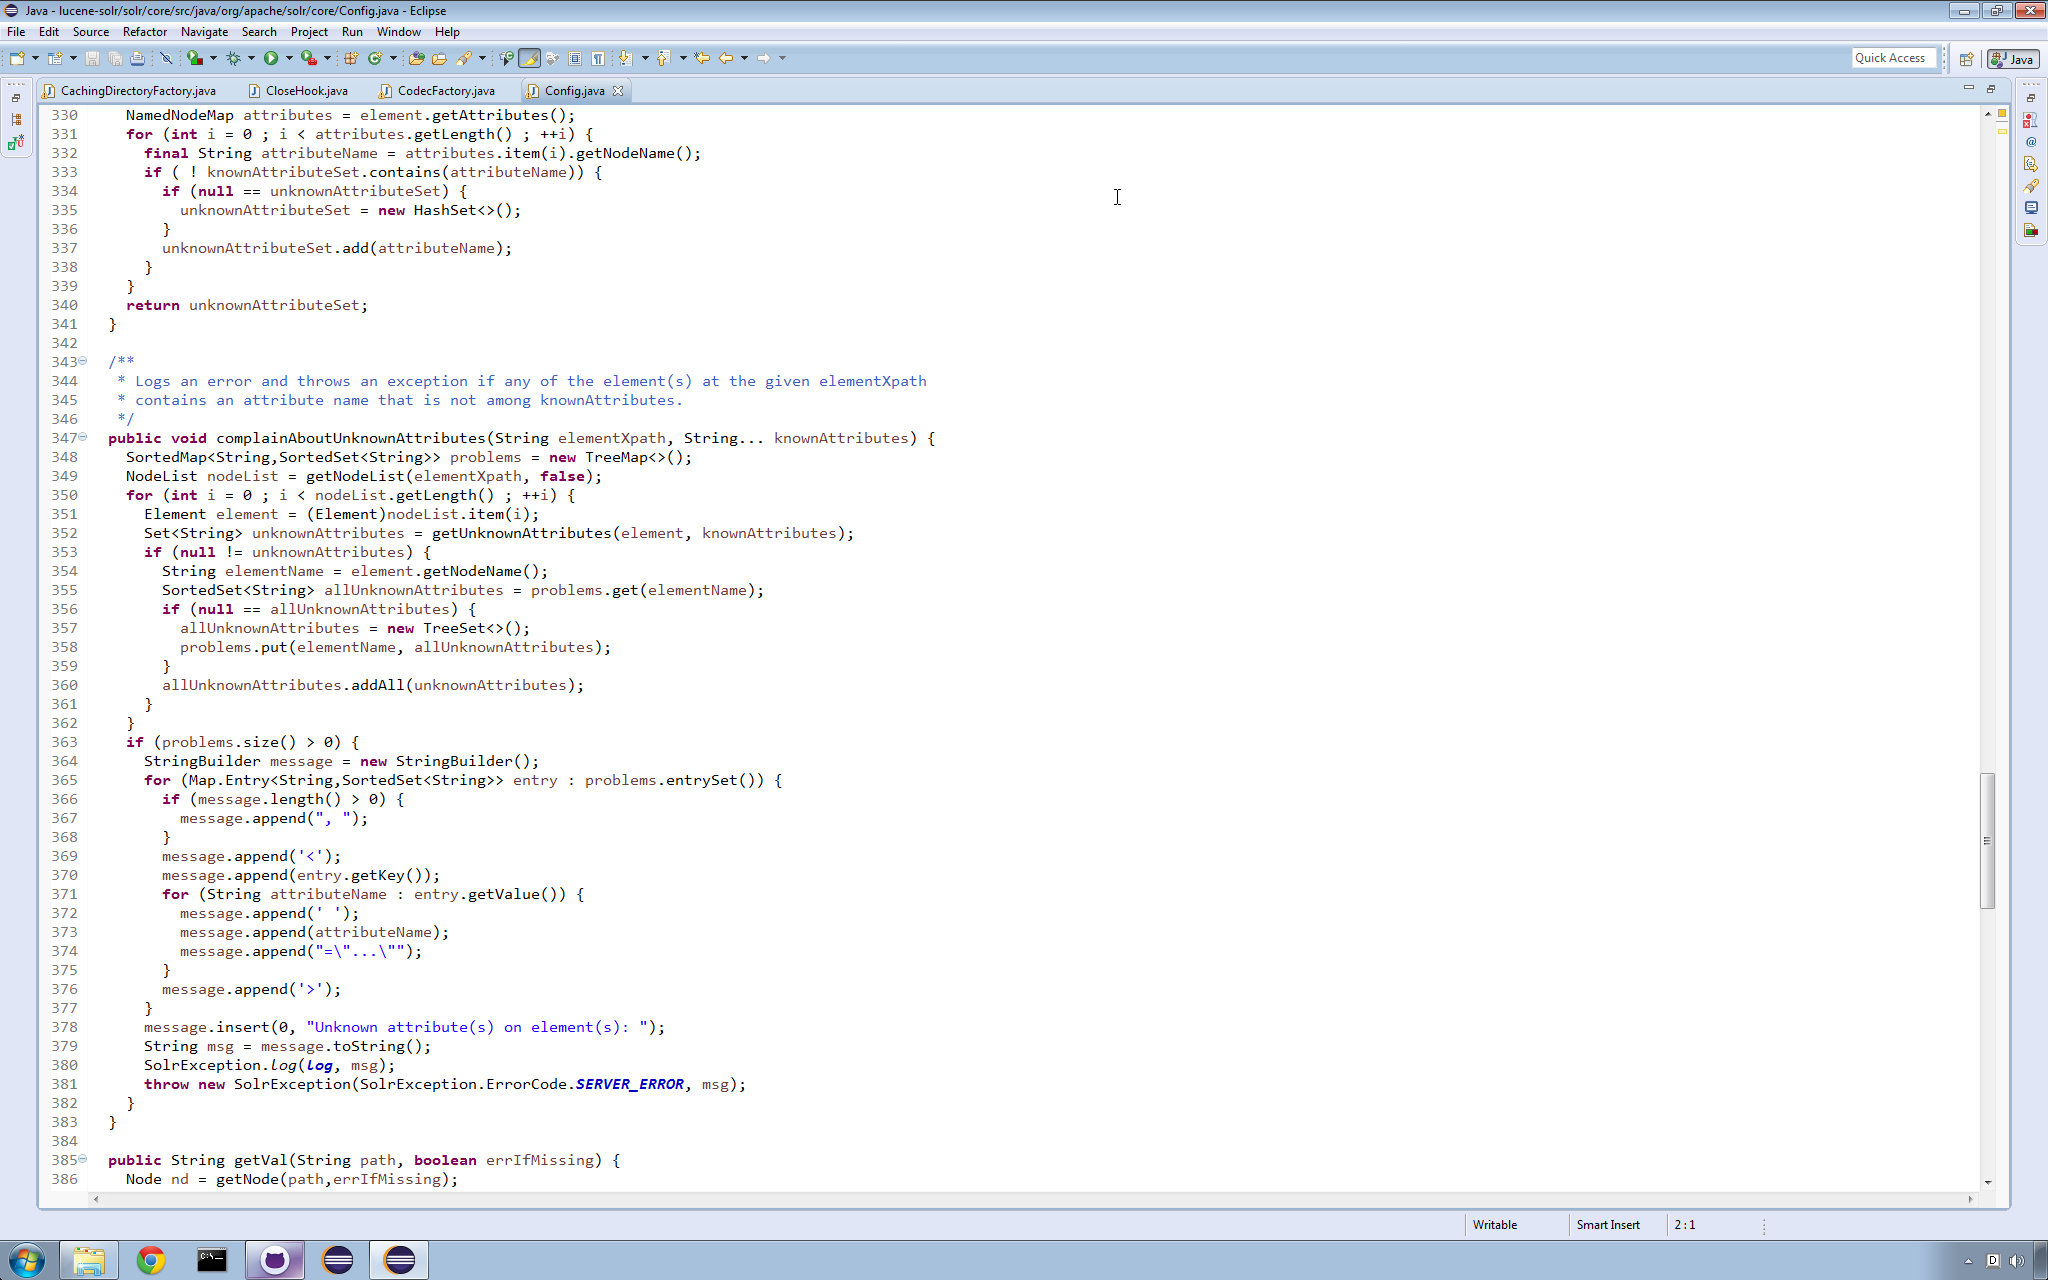 Java - lucene-solr/solr/core/src/java/org/apache/solr/core/Config.java - Eclipse
File Edit Source Refactor Navigate Search Project Run Window Help
Quick Access Java
CachingDirectoryFactory.java CloseHook.java CodecFactory.java Config.java
330     NamedNodeMap attributes = element.getAttributes();
331     for (int i = 0 ; i < attributes.getLength() ; ++i) {
332       final String attributeName = attributes.item(i).getNodeName();
333       if ( ! knownAttributeSet.contains(attributeName)) {
334         if (null == unknownAttributeSet) {
335           unknownAttributeSet = new HashSet<>();
336         }
337         unknownAttributeSet.add(attributeName);
338       }
339     }
340     return unknownAttributeSet;
341   }
342
343   /**
344    * Logs an error and throws an exception if any of the element(s) at the given elementXpath
345    * contains an attribute name that is not among knownAttributes.
346    */
347   public void complainAboutUnknownAttributes(String elementXpath, String... knownAttributes) {
348     SortedMap<String,SortedSet<String>> problems = new TreeMap<>();
349     NodeList nodeList = getNodeList(elementXpath, false);
350     for (int i = 0 ; i < nodeList.getLength() ; ++i) {
351       Element element = (Element)nodeList.item(i);
352       Set<String> unknownAttributes = getUnknownAttributes(element, knownAttributes);
353       if (null != unknownAttributes) {
354         String elementName = element.getNodeName();
355         SortedSet<String> allUnknownAttributes = problems.get(elementName);
356         if (null == allUnknownAttributes) {
357           allUnknownAttributes = new TreeSet<>();
358           problems.put(elementName, allUnknownAttributes);
359         }
360         allUnknownAttributes.addAll(unknownAttributes);
361       }
362     }
363     if (problems.size() > 0) {
364       StringBuilder message = new StringBuilder();
365       for (Map.Entry<String,SortedSet<String>> entry : problems.entrySet()) {
366         if (message.length() > 0) {
367           message.append(", ");
368         }
369         message.append('<');
370         message.append(entry.getKey());
371         for (String attributeName : entry.getValue()) {
372           message.append(' ');
373           message.append(attributeName);
374           message.append("=\"...\"");
375         }
376         message.append('>');
377       }
378       message.insert(0, "Unknown attribute(s) on element(s): ");
379       String msg = message.toString();
380       SolrException.log(log, msg);
381       throw new SolrException(SolrException.ErrorCode.SERVER_ERROR, msg);
382     }
383   }
384
385   public String getVal(String path, boolean errIfMissing) {
386     Node nd = getNode(path,errIfMissing);
Writable Smart Insert 2 : 1